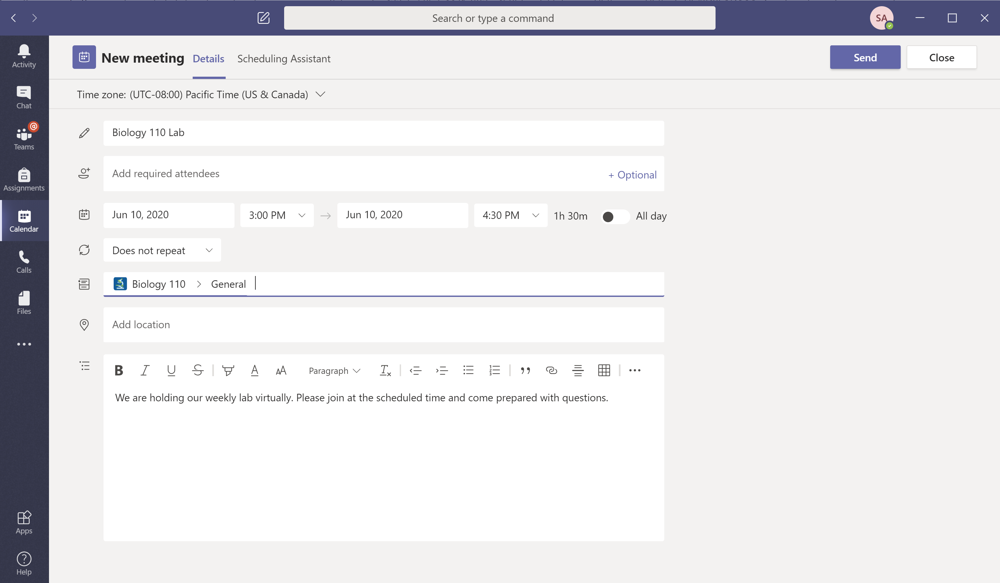 Search or type a command
SA
Activity
Chat
@
Teams
Assignments
Calendar
Calls
Files
Apps
? Help
New meeting Details Scheduling Assistant
Send Close
Time zone: (UTC-08:00) Pacific Time (US & Canada)
Biology 110 Lab
Add required attendees + Optional
Jun 10, 2020 3:00 PM → Jun 10, 2020 4:30 PM 1h 30m All day
Does not repeat
Biology 110 > General
Add location
B I U S A AA Paragraph Tx
We are holding our weekly lab virtually. Please join at the scheduled time and come prepared with questions.